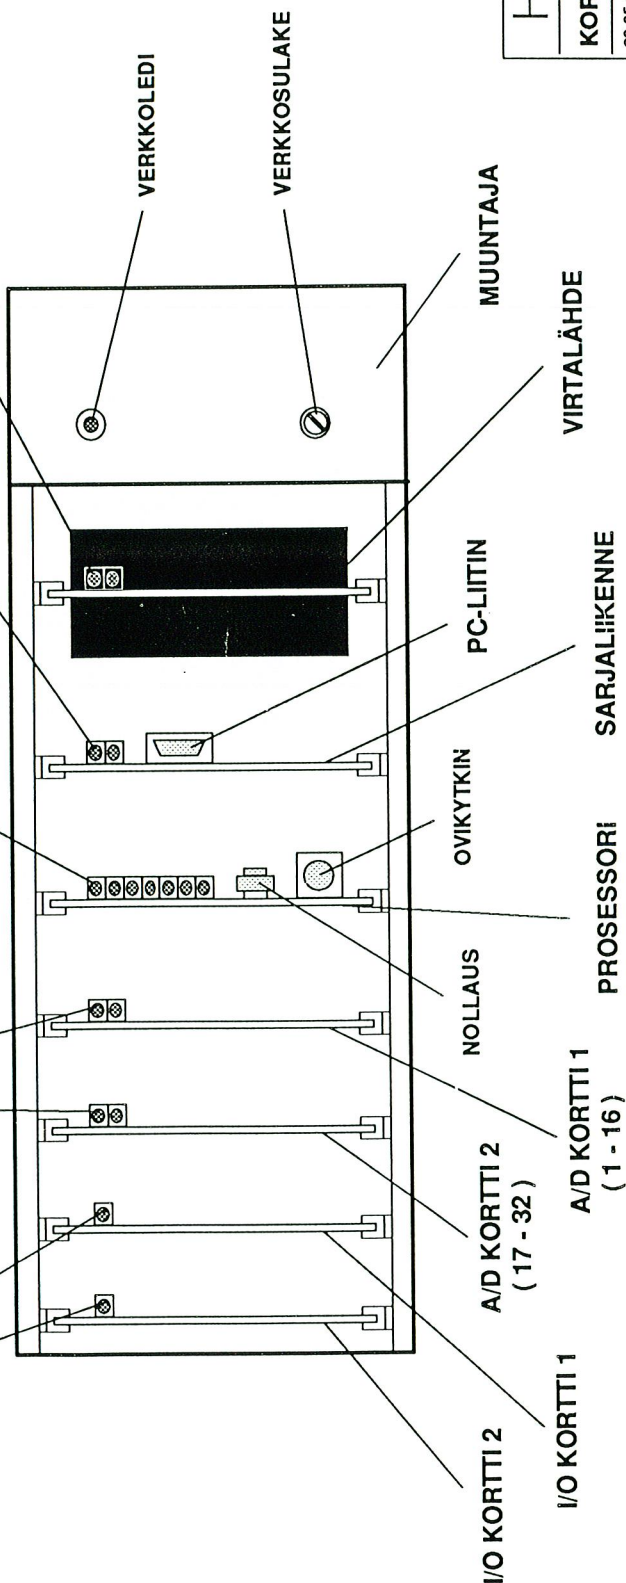 VERKKOLEDI
VERKKOSULAKE
MUUNTAJA
VIRTALÄHDE
PC-LIITIN
SARJALIIKENNE
OVIKYTKIN
PROSESSORI
NOLLAUS
A/D KORTTI 1
( 1 - 16 )
A/D KORTTI 2
( 17 - 32 )
I/O KORTTI 1
I/O KORTTI 2